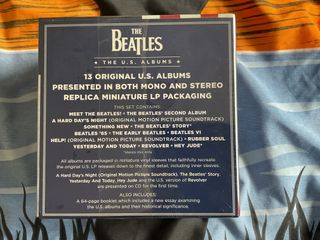 THE
BEATLES
★ THE U.S. ALBUMS ★
13 ORIGINAL U.S. ALBUMS
PRESENTED IN BOTH MONO AND STEREO
REPLICA MINIATURE LP PACKAGING
THIS SET CONTAINS:
MEET THE BEATLES! • THE BEATLES' SECOND ALBUM
A HARD DAY'S NIGHT (ORIGINAL MOTION PICTURE SOUNDTRACK)
SOMETHING NEW • THE BEATLES' STORY*
BEATLES '65 • THE EARLY BEATLES • BEATLES VI
HELP! (ORIGINAL MOTION PICTURE SOUNDTRACK) • RUBBER SOUL
YESTERDAY AND TODAY • REVOLVER • HEY JUDE*
*Stereo mix only
All albums are packaged in miniature vinyl sleeves that faithfully recreate
the original U.S. LP releases down to the finest detail, including inner sleeves.
A Hard Day's Night (Original Motion Picture Soundtrack), The Beatles' Story,
Yesterday And Today, Hey Jude and the U.S. version of Revolver
are presented on CD for the first time.
ALSO INCLUDES:
A 64-page booklet which includes a new essay examining
the U.S. albums and their historical significance.